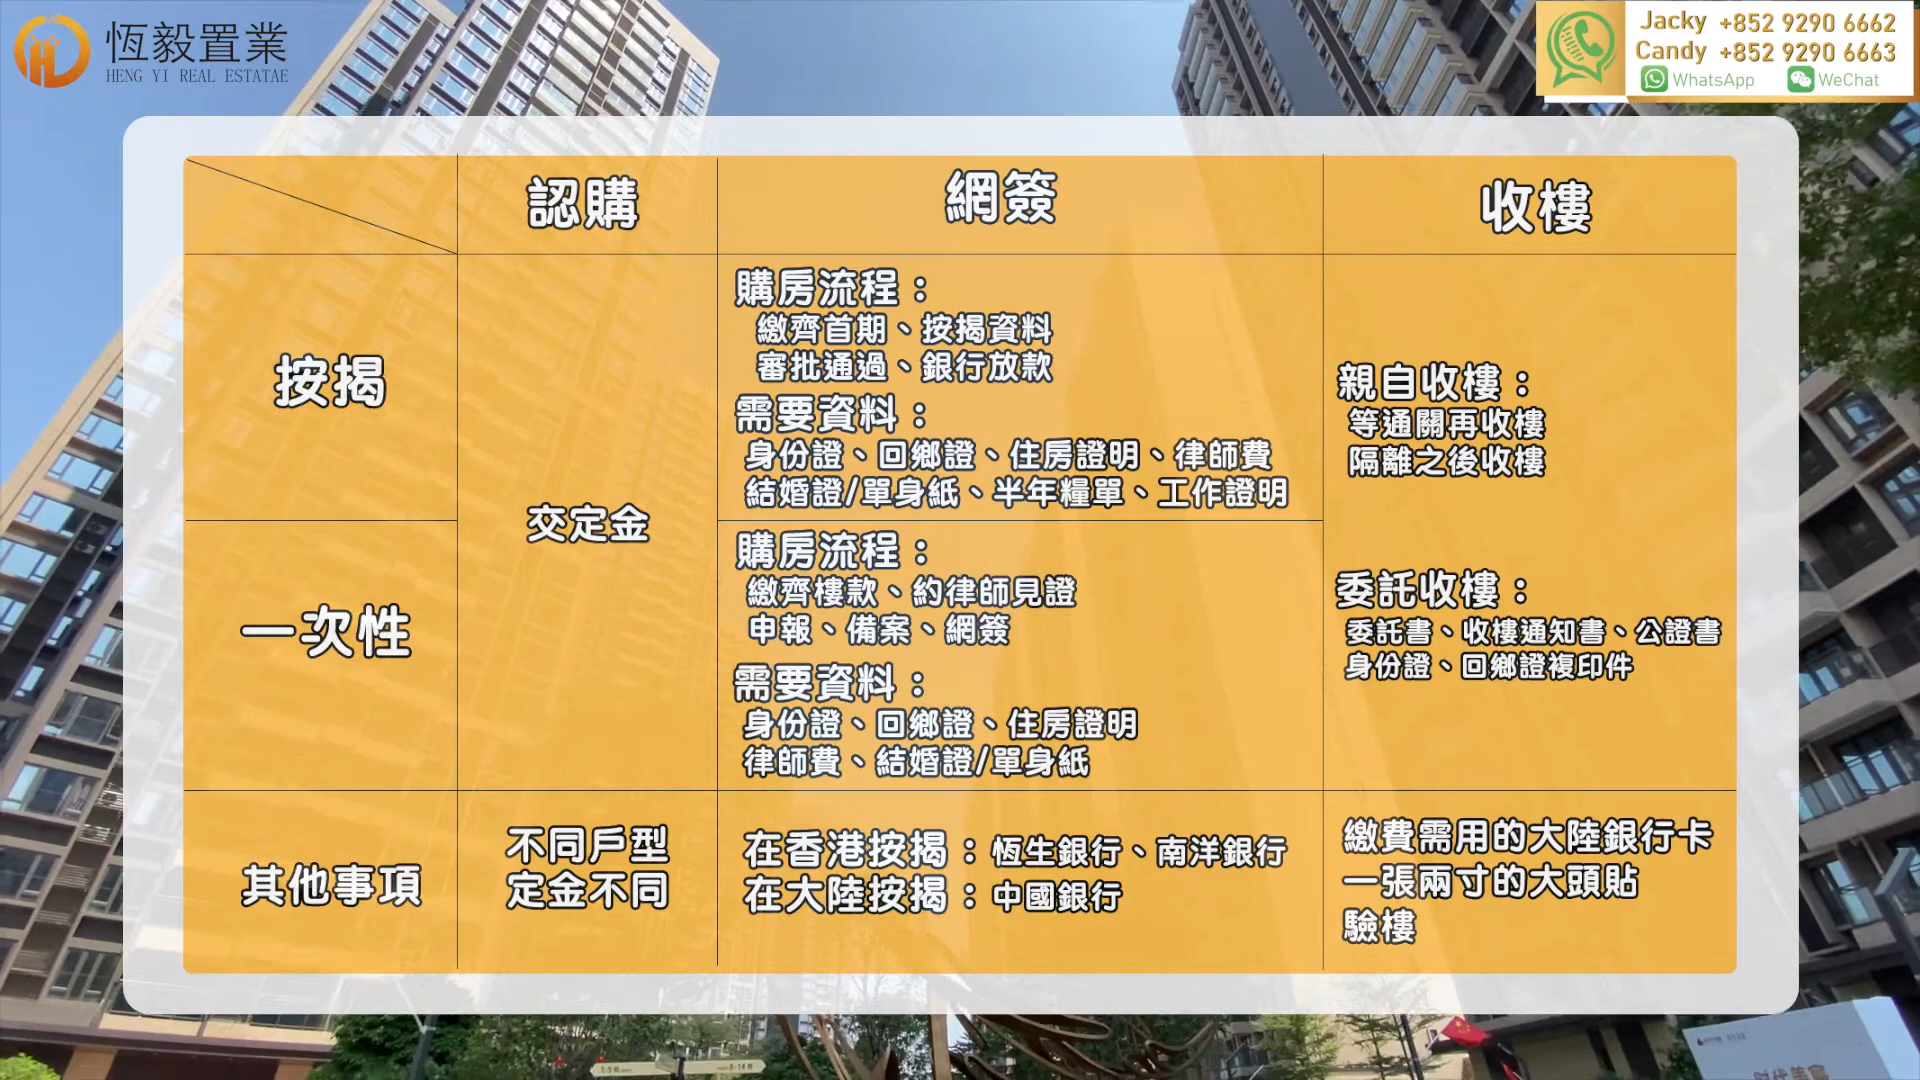 恆毅置業
HENG YI REAL ESTATAE
Jacky +852 9290 6662
Candy +852 9290 6663
WhatsApp WeChat
認購
網簽
收樓
按揭
交定金
購房流程：
繳齊首期、按揭資料
審批通過、銀行放款
需要資料：
身份證、回鄉證、住房證明、律師費
結婚證/單身紙、半年糧單、工作證明
親自收樓：
等通關再收樓
隔離之後收樓
一次性
購房流程：
繳齊樓款、約律師見證
申報、備案、網簽
需要資料：
身份證、回鄉證、住房證明
律師費、結婚證/單身紙
委託收樓：
委託書、收樓通知書、公證書
身份證、回鄉證複印件
其他事項
不同戶型
定金不同
在香港按揭：恆生銀行、南洋銀行
在大陸按揭：中國銀行
繳費需用的大陸銀行卡
一張兩寸的大頭貼
驗樓